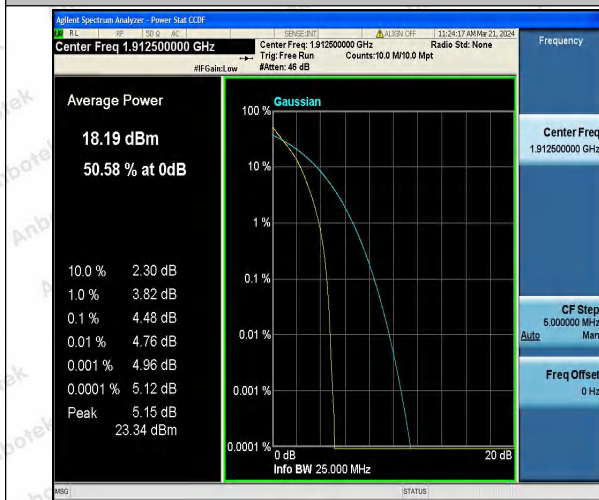 Agilent Spectrum Analyzer - Power Stat CCDF
RL RF 50 Ω AC SENSE:INT ALIGN OFF 11:24:17 AM Mar 21, 2024
Center Freq 1.912500000 GHz
Center Freq: 1.912500000 GHz Radio Std: None
Trig: Free Run Counts:10.0 M/10.0 Mpt
#IFGain:Low #Atten: 46 dB
Frequency
Average Power
18.19 dBm
50.58 % at 0dB
10.0 % 2.30 dB
1.0 % 3.82 dB
0.1 % 4.48 dB
0.01 % 4.76 dB
0.001 % 4.96 dB
0.0001 % 5.12 dB
Peak 5.15 dB
23.34 dBm
Gaussian
100 %
10 %
1 %
0.1 %
0.01 %
0.001 %
0.0001 %
0 dB 20 dB
Info BW 25.000 MHz
Center Freq
1.912500000 GHz
CF Step
5.000000 MHz
Auto Man
Freq Offset
0 Hz
MSG STATUS